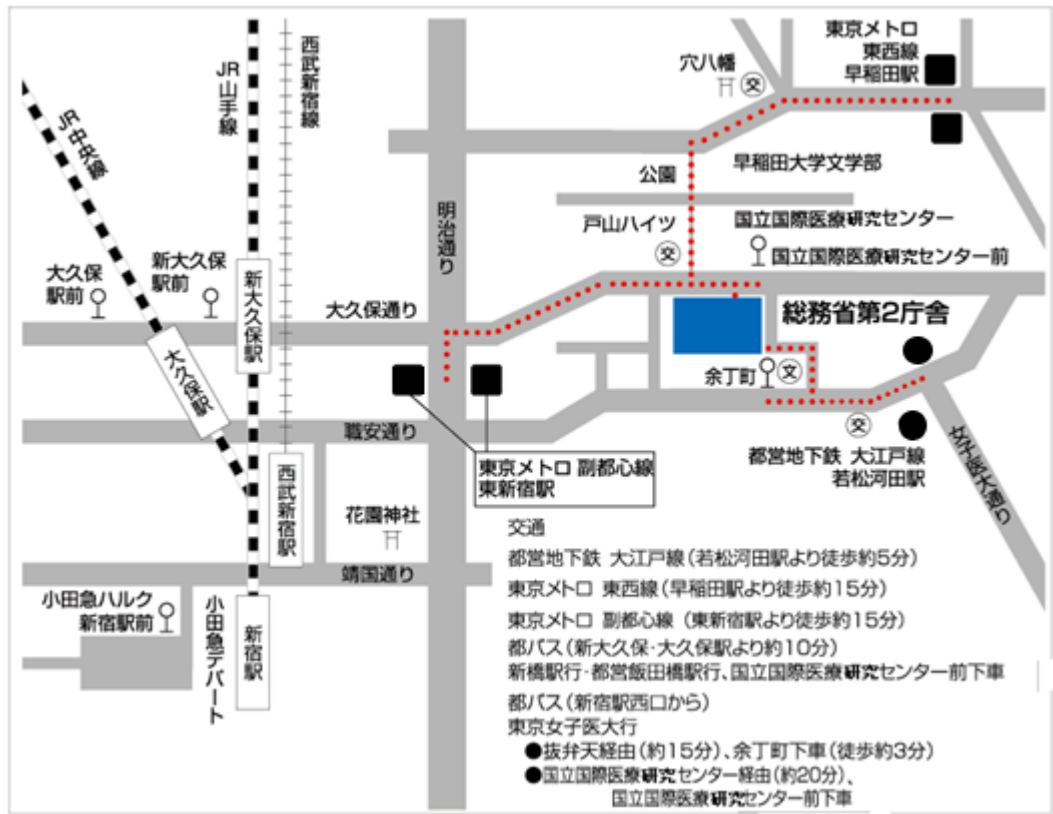 東京メトロ
東西線
早稲田駅
穴八幡
交
西武新宿線
JR山手線
JR中央線
公園
早稲田大学文学部
明治通り
戸山ハイツ
交
国立国際医療研究センター
国立国際医療研究センター前
大久保
駅前
新大久保
駅前
新大久保駅
大久保通り
総務省第2庁舎
大久保駅
余丁町
文
職安通り
交
都営地下鉄 大江戸線
若松河田駅
女子医大通り
東京メトロ 副都心線
東新宿駅
西武新宿駅
花園神社
靖国通り
小田急ハルク
新宿駅前
小田急デパート
新宿駅
交通
都営地下鉄 大江戸線(若松河田駅より徒歩約5分)
東京メトロ 東西線(早稲田駅より徒歩約15分)
東京メトロ 副都心線 (東新宿駅より徒歩約15分)
都バス(新大久保・大久保駅より約10分)
新橋駅行・都営飯田橋駅行、国立国際医療研究センター前下車
都バス(新宿駅西口から)
東京女子医大行
●抜弁天経由(約15分)、余丁町下車(徒歩約3分)
●国立国際医療研究センター経由(約20分)、
国立国際医療研究センター前下車